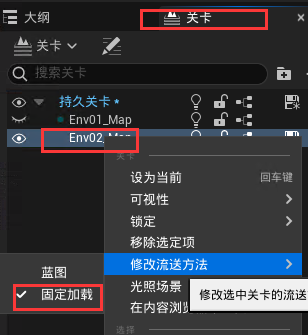 大纲
关卡
关卡
搜索关卡
持久关卡
Env01_Map
Env02_Map
关卡
设为当前 回车键
可视性
锁定
移除选定项
修改流送方法
蓝图
光照场景
修改选中关卡的流送
固定加载
在内容浏览
选择